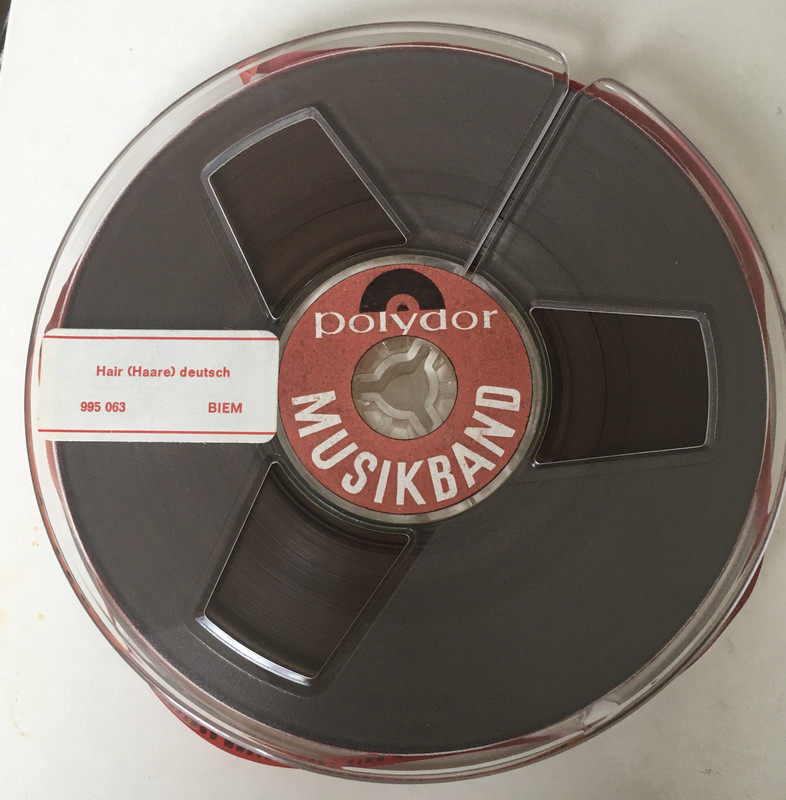 polydor
MUSIKBAND
Hair (Haare) deutsch
995 063 BIEM